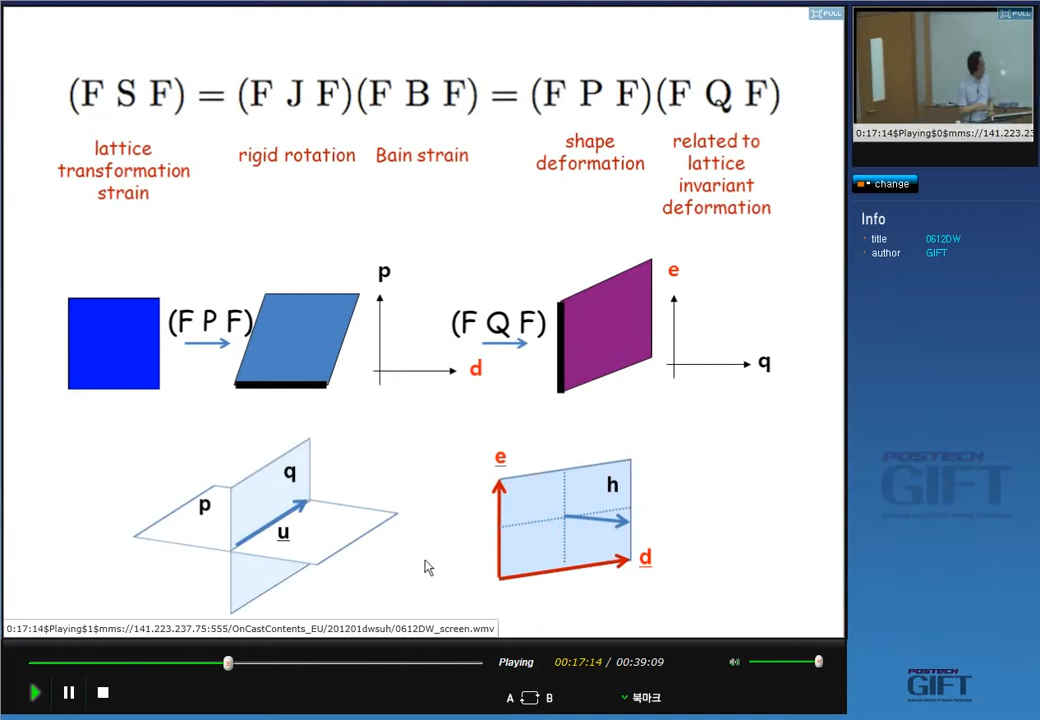 FULL
FULL
(F S F) = (F J F)(F B F) = (F P F)(F Q F)
lattice
transformation
strain
rigid rotation
Bain strain
shape
deformation
related to
lattice
invariant
deformation
(F P F)
p
d
(F Q F)
e
q
p
q
u
e
h
d
0:17:14$Playing$1$mms://141.223.237.75:555/OnCastContents_EU/201201dwsuh/0612DW_screen.wmv
0:17:14$Playing$0$mms://141.223.23
change
Info
title 0612DW
author GIFT
POSTECH
GIFT
Playing 00:17:14 / 00:39:09
A B 북마크
POSTECH
GIFT